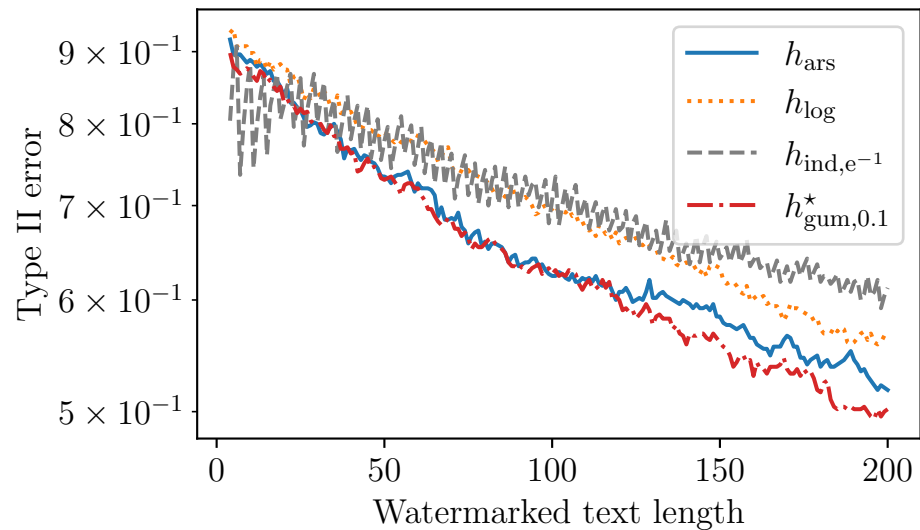 Type II error
9 × 10⁻¹
8 × 10⁻¹
7 × 10⁻¹
6 × 10⁻¹
5 × 10⁻¹
h_ars
h_log
h_ind,e⁻¹
h*_gum,0.1
0 50 100 150 200
Watermarked text length